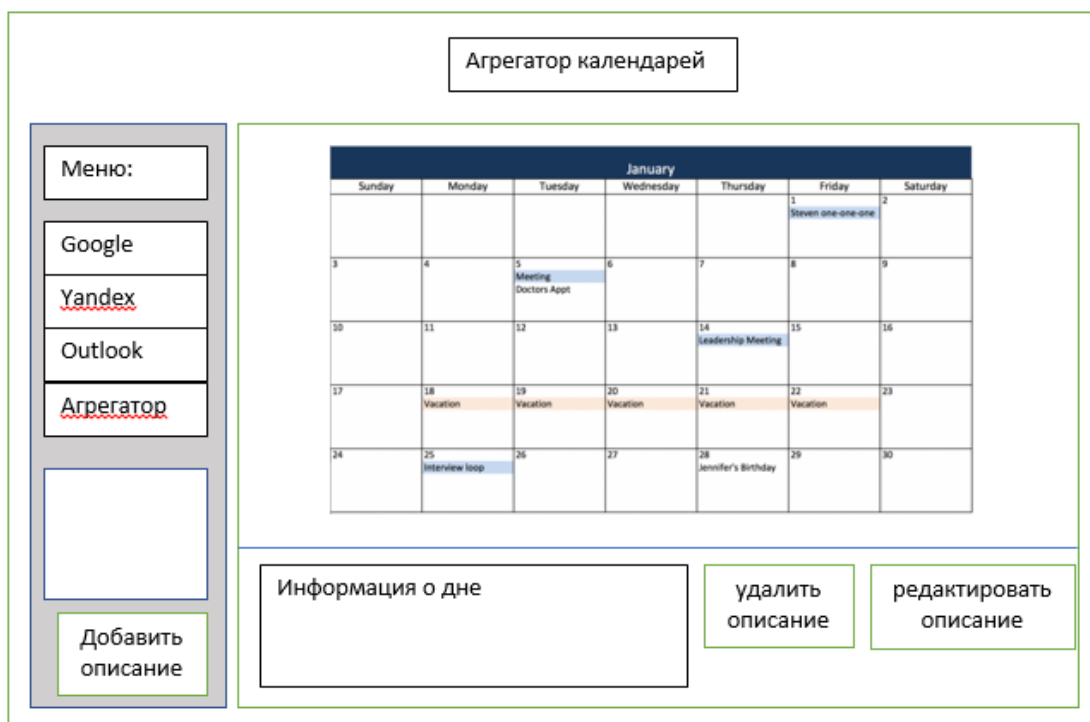 Агрегатор календарей
Меню:
Google
Yandex
Outlook
Агрегатор
Добавить
описание
January
Sunday Monday Tuesday Wednesday Thursday Friday Saturday
1 2
Steven one-one-one
3 4 5 6 7 8 9
Meeting
Doctors Appt
10 11 12 13 14 15 16
Leadership Meeting
17 18 19 20 21 22 23
Vacation Vacation Vacation Vacation Vacation
24 25 26 27 28 29 30
Interview loop Jennifer's Birthday
Информация о дне
удалить
описание
редактировать
описание